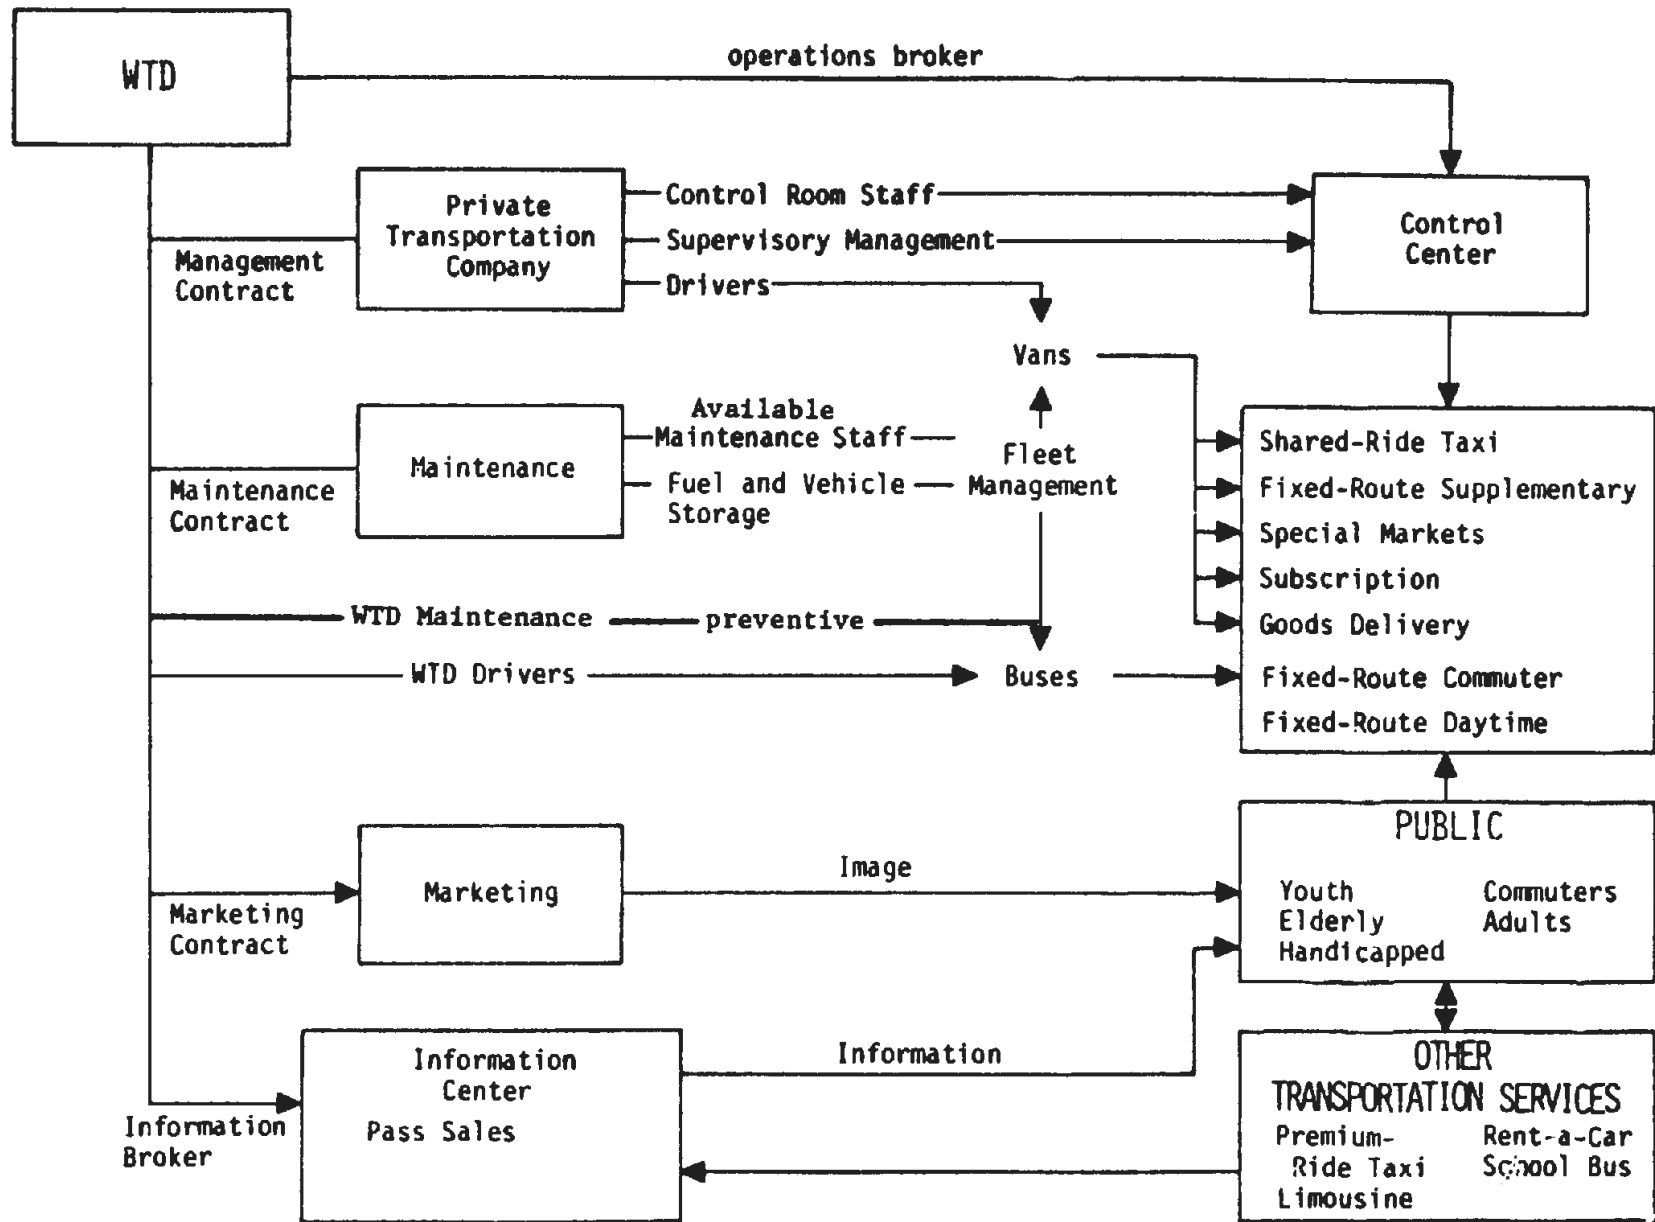 WTD
operations broker
Private
Transportation
Company
Control Room Staff
Supervisory Management
Drivers
Control
Center
Management
Contract
Vans
Available
Maintenance Staff
Maintenance
Fuel and Vehicle
Storage
Fleet
Management
Maintenance
Contract
Shared-Ride Taxi
Fixed-Route Supplementary
Special Markets
Subscription
Goods Delivery
Fixed-Route Commuter
Fixed-Route Daytime
WTD Maintenance
preventive
WTD Drivers
Buses
Marketing
Image
Marketing
Contract
PUBLIC
Youth
Elderly
Handicapped
Commuters
Adults
Information
Center
Pass Sales
Information
Information
Broker
OTHER
TRANSPORTATION SERVICES
Premium-
Ride Taxi
Limousine
Rent-a-Car
School Bus